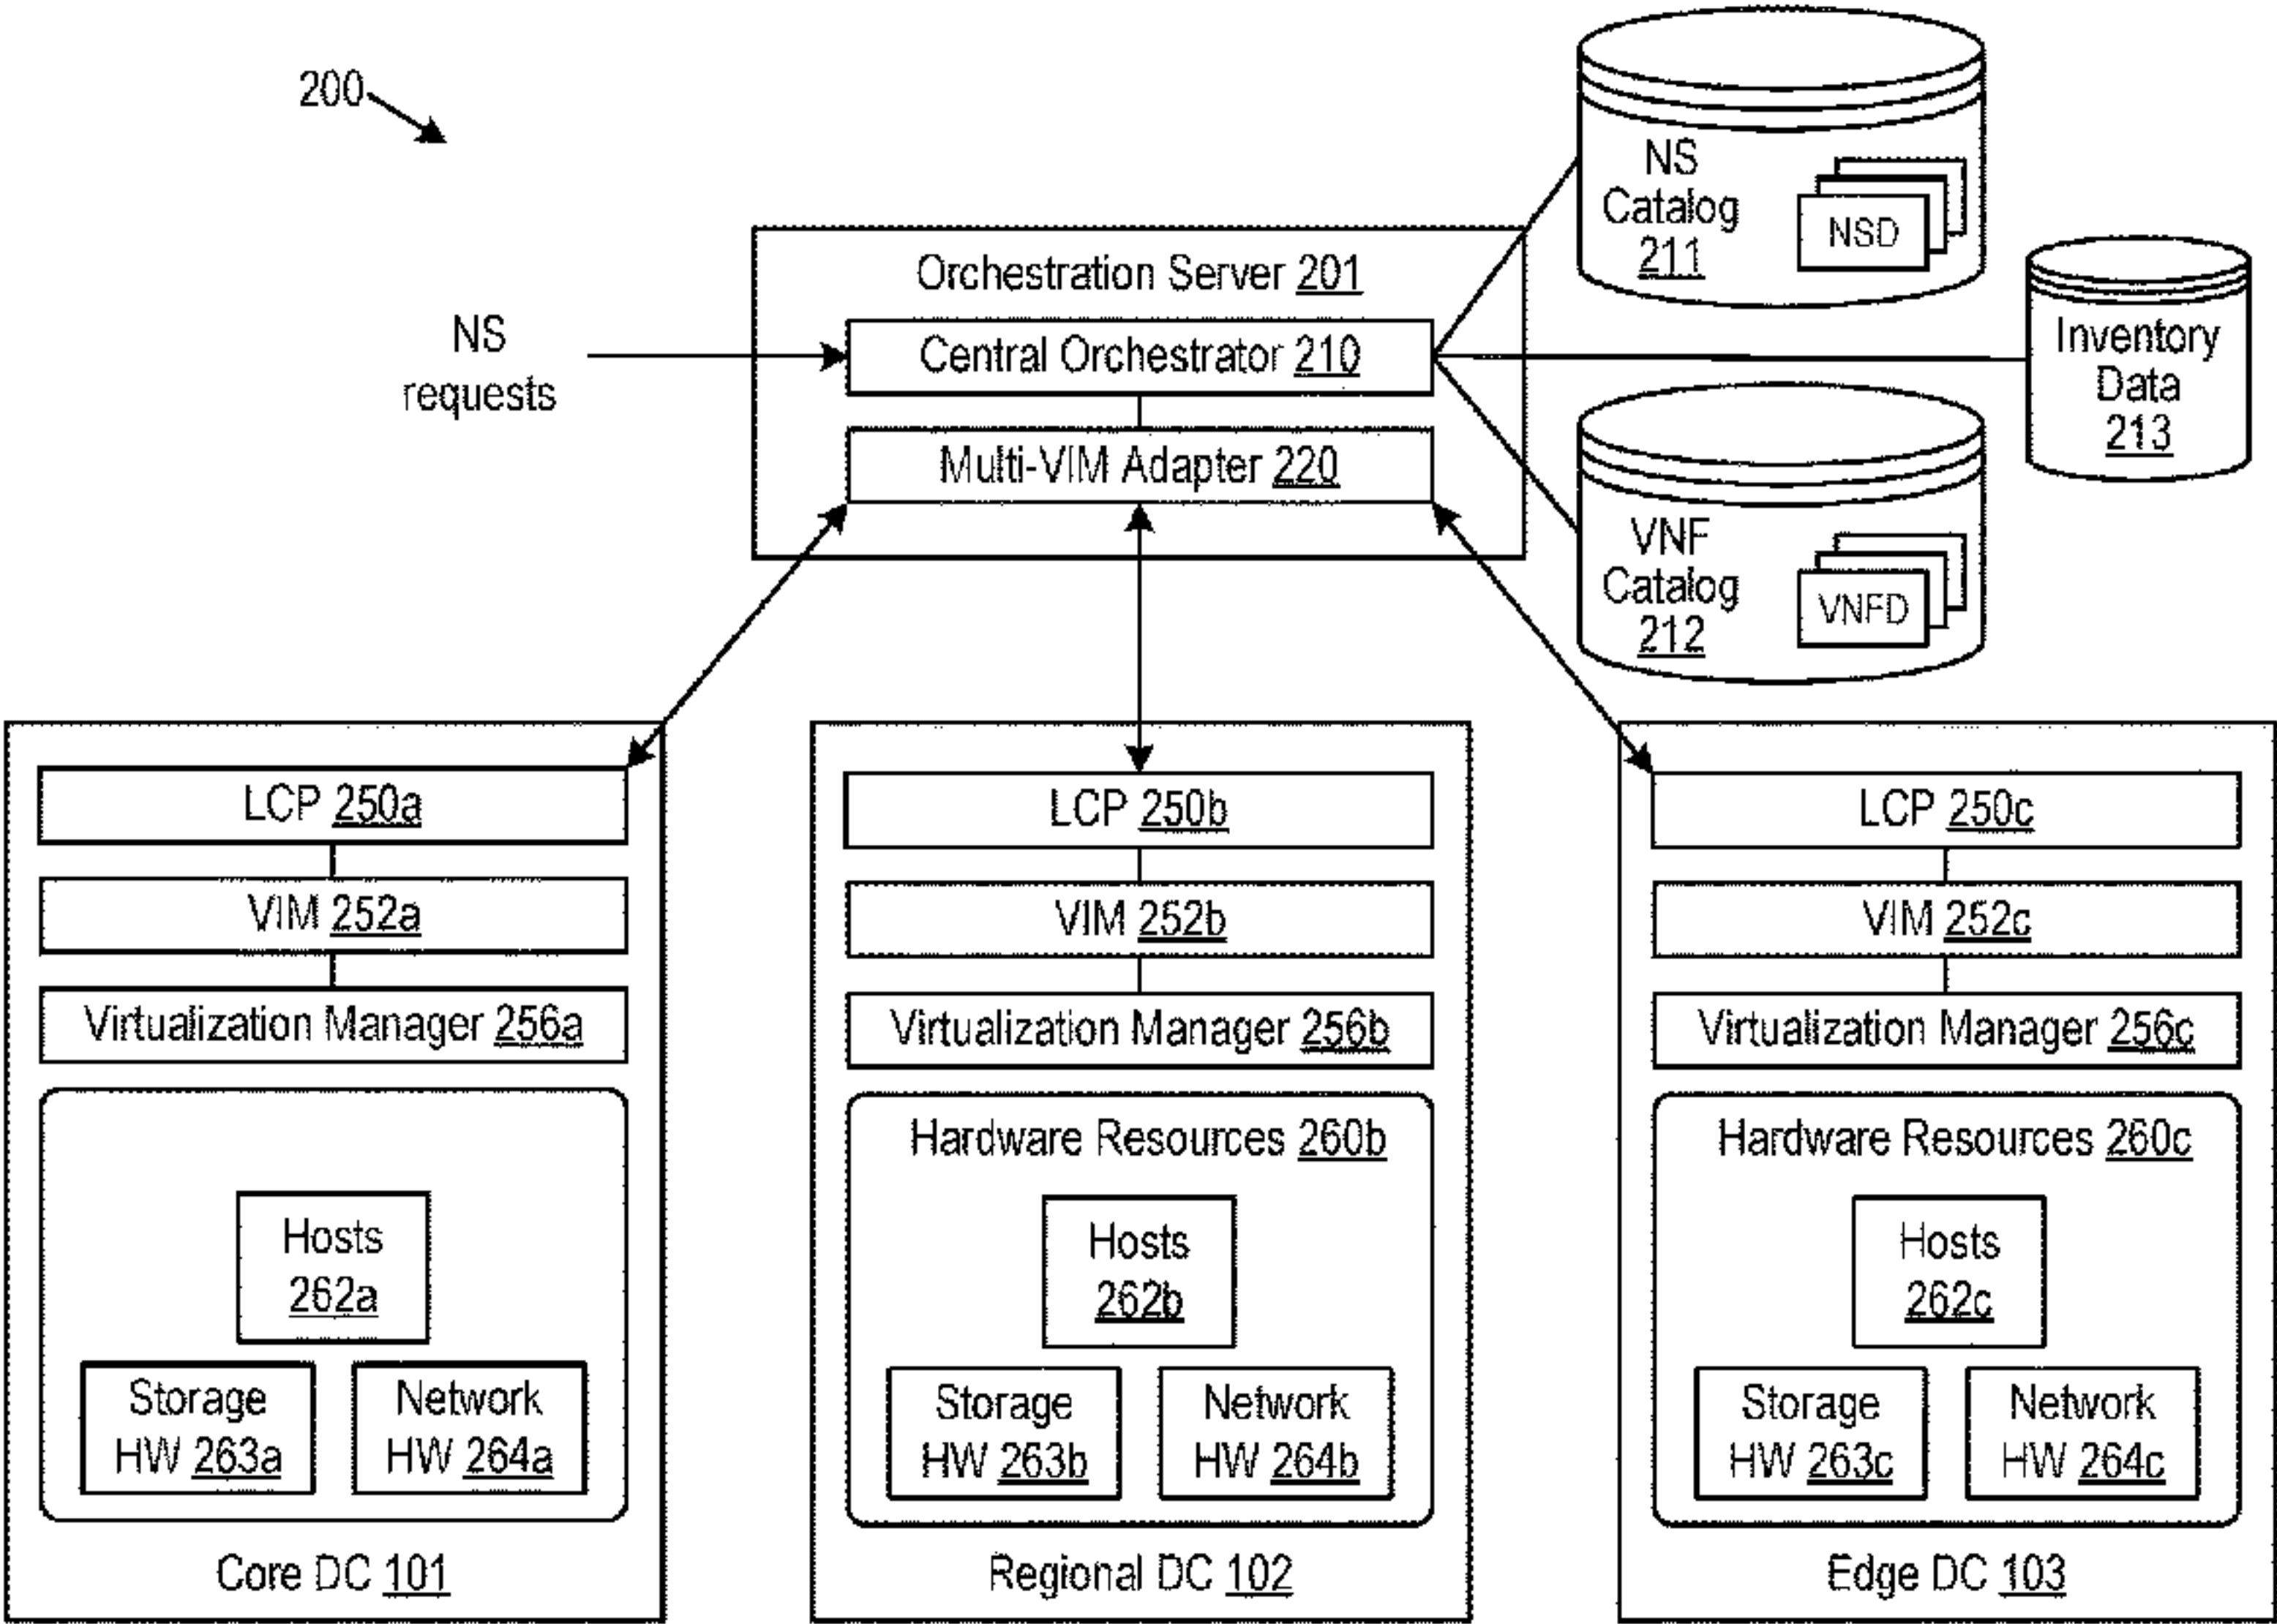 200
NS
Catalog
211
NSD
Orchestration Server 201
NS
requests
Central Orchestrator 210
Inventory
Data
213
Multi-VIM Adapter 220
VNF
Catalog
212
VNFD
LCP 250a
VIM 252a
Virtualization Manager 256a
Hosts
262a
Storage
HW 263a
Network
HW 264a
Core DC 101
LCP 250b
VIM 252b
Virtualization Manager 256b
Hardware Resources 260b
Hosts
262b
Storage
HW 263b
Network
HW 264b
Regional DC 102
LCP 250c
VIM 252c
Virtualization Manager 256c
Hardware Resources 260c
Hosts
262c
Storage
HW 263c
Network
HW 264c
Edge DC 103